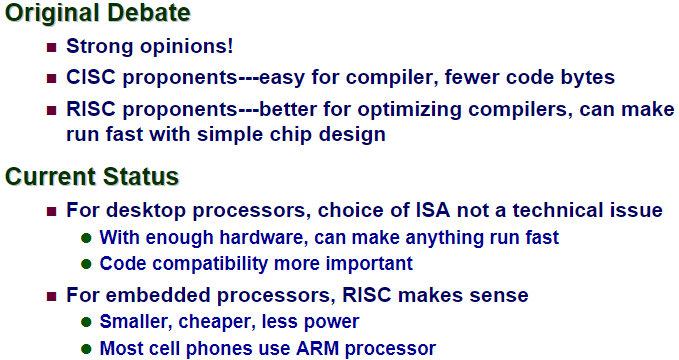 Original Debate
Strong opinions!
CISC proponents---easy for compiler, fewer code bytes
RISC proponents---better for optimizing compilers, can make
run fast with simple chip design
Current Status
For desktop processors, choice of ISA not a technical issue
With enough hardware, can make anything run fast
Code compatibility more important
For embedded processors, RISC makes sense
Smaller, cheaper, less power
Most cell phones use ARM processor